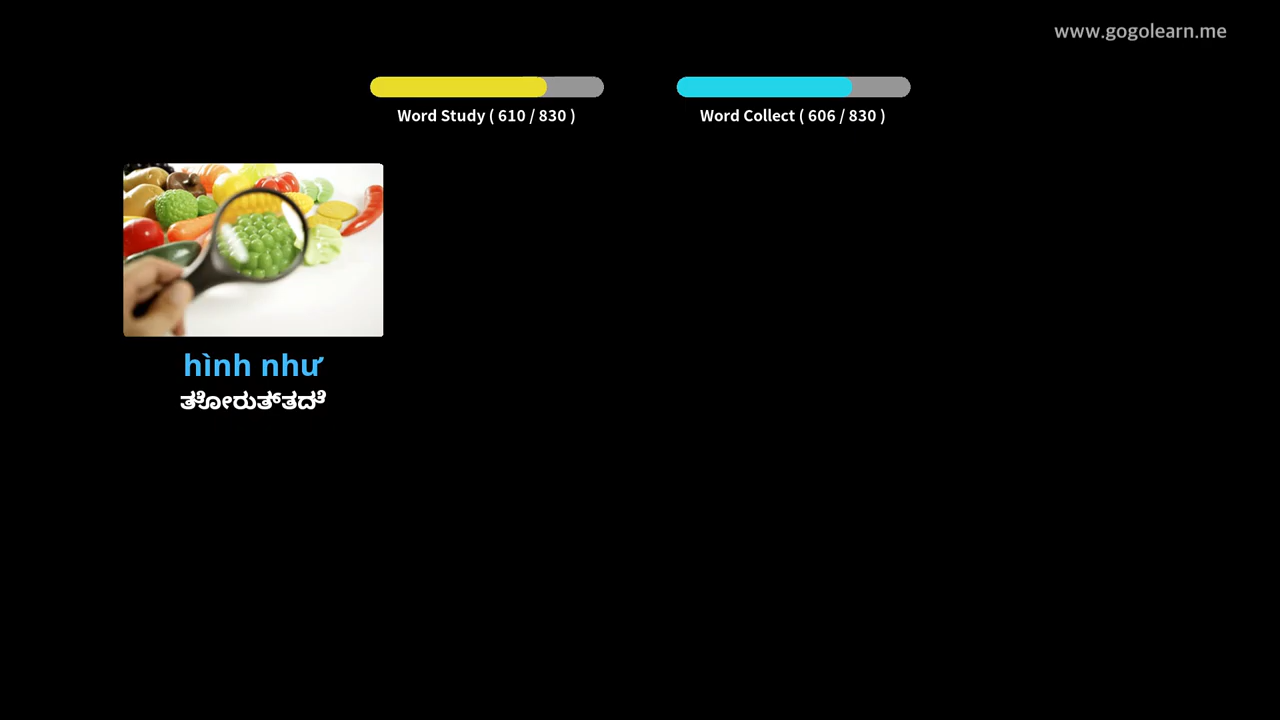 www.gogolearn.me
Word Study ( 610 / 830 )
Word Collect ( 606 / 830 )
hình như
ತೋರುತ್ತದೆ